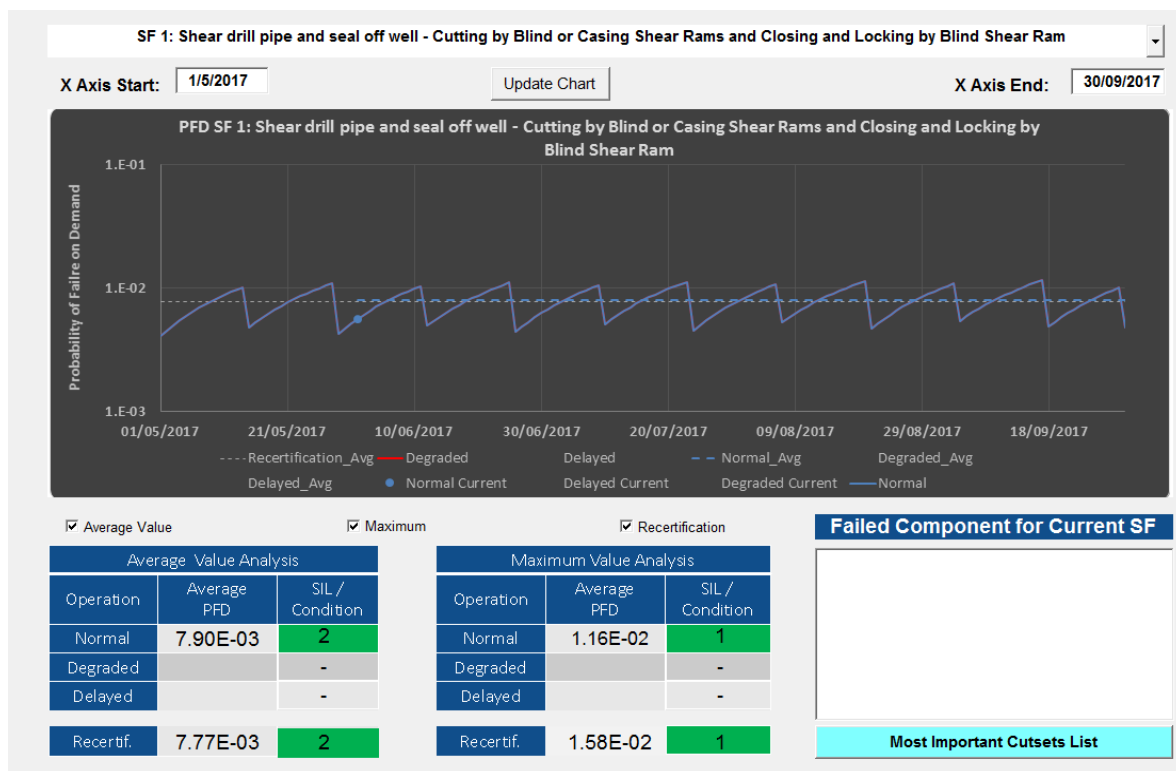 SF 1: Shear drill pipe and seal off well - Cutting by Blind or Casing Shear Rams and Closing and Locking by Blind Shear Ram
X Axis Start: 1/5/2017 Update Chart X Axis End: 30/09/2017
PFD SF 1: Shear drill pipe and seal off well - Cutting by Blind or Casing Shear Rams and Closing and Locking by
Blind Shear Ram
Probability of Failre on Demand
1.E-01
1.E-02
1.E-03
01/05/2017 21/05/2017 10/06/2017 30/06/2017 20/07/2017 09/08/2017 29/08/2017 18/09/2017
Recertification_Avg Degraded Delayed Normal_Avg Degraded_Avg
Delayed_Avg Normal Current Delayed Current Degraded Current Normal
Average Value Maximum Recertification
Average Value Analysis
Operation Average PFD SIL / Condition
Normal 7.90E-03 2
Degraded -
Delayed -
Recertif. 7.77E-03 2
Maximum Value Analysis
Operation Average PFD SIL / Condition
Normal 1.16E-02 1
Degraded -
Delayed -
Recertif. 1.58E-02 1
Failed Component for Current SF
Most Important Cutsets List